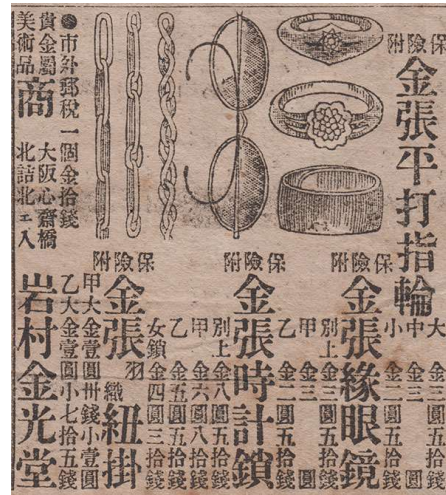 保險附
金張平打指輪
大 金三圓
中 金二圓五拾錢
小 金二圓
保險附
金張緣眼鏡
別上 金三圓五拾錢
甲 金三圓
乙 金二圓五拾錢
保險附
金張時計鎖
別上 金八圓五拾錢
甲 金六圓八拾錢
乙 金五圓五拾錢
女鎖 金四圓三拾錢
保險附
金張羽織紐掛
甲大金壹圓卅錢小壹圓
乙大金壹圓小七拾五錢
●市外郵稅一個金拾錢
貴金屬美術品商
大阪心齋橋北詰北ェ入
岩村金光堂